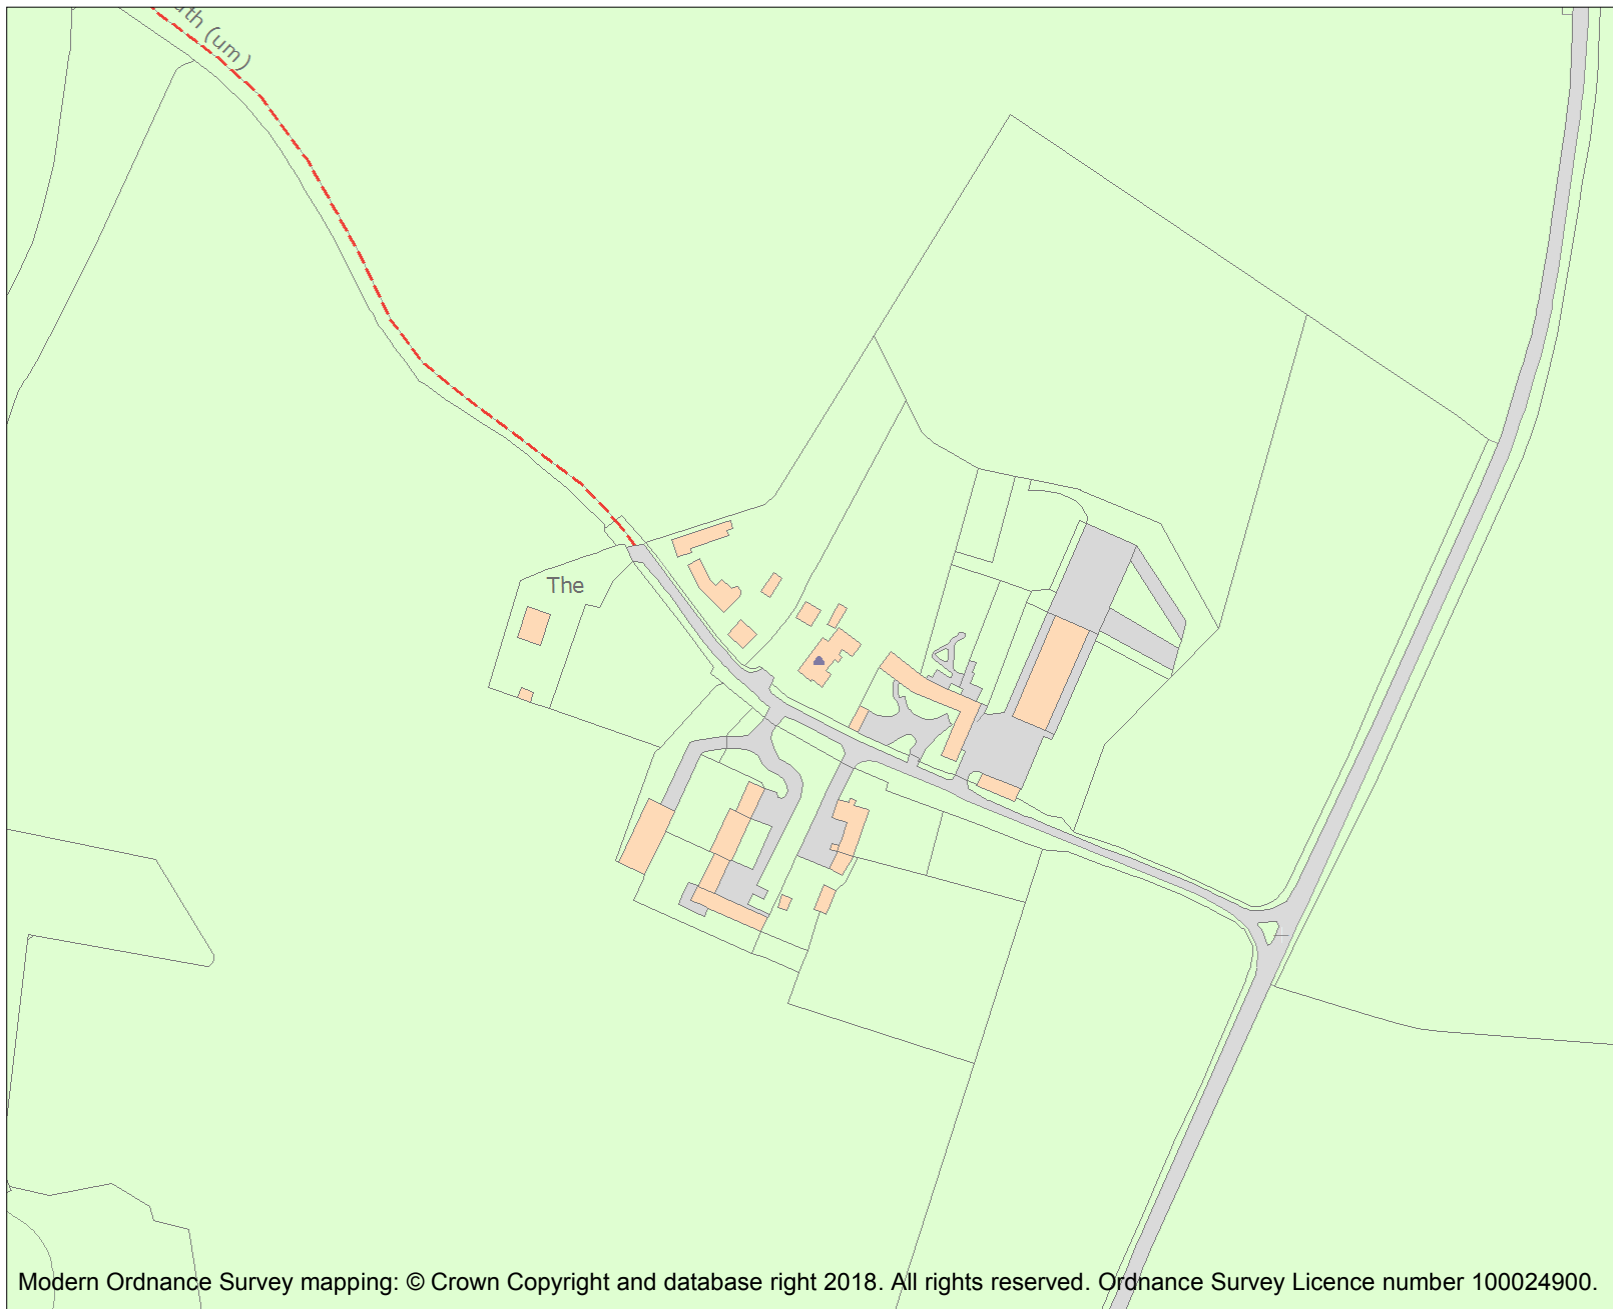 (um)
The
Modern Ordnance Survey mapping: © Crown Copyright and database right 2018. All rights reserved. Ordnance Survey Licence number 100024900.